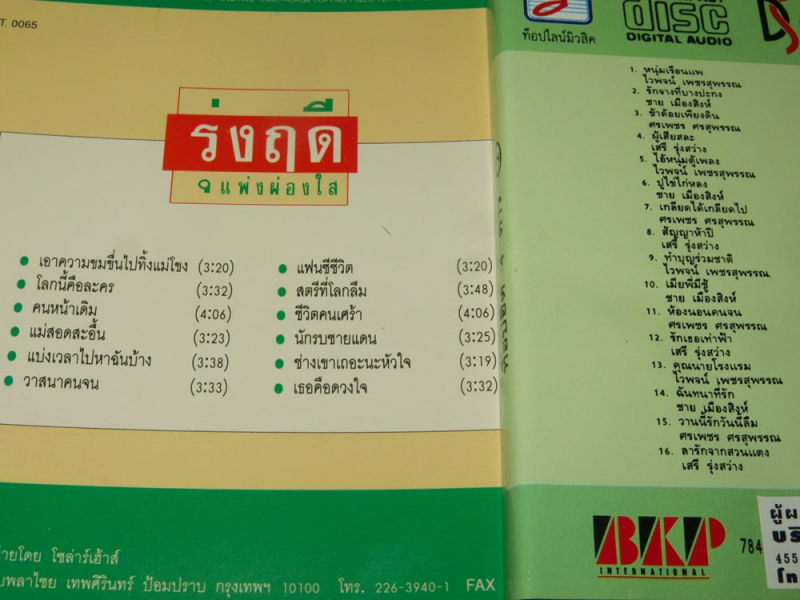 T. 0065
รุ่งฤดี
แพ่งผ่องใส
เอาความขมขื่นไปทิ้งแม่โขง (3:20)
โลกนี้คือละคร (3:32)
คนหน้าเดิม (4:06)
แม่สอดสะอื้น (3:23)
แบ่งเวลาไปหาฉันบ้าง (3:38)
วาสนาคนจน (3:33)
แฟนซีชีวิต (3:20)
สตรีที่โลกลืม (3:48)
ชีวิตคนเศร้า (4:06)
นักรบชายแดน (3:25)
ช่างเขาเถอะนะหัวใจ (3:19)
เธอคือดวงใจ (3:32)
ายโดย โซล่าร์เฮ้าส์
พลาไชย เทพศิรินทร์ ป้อมปราบ กรุงเทพฯ 10100 โทร. 226-3940-1 FAX
ท็อปไลน์มิวสิค
disc
DIGITAL AUDIO
1. หนุ่มเรือนแพ
ไวพจน์ เพชรสุพรรณ
2. รักจางที่บางปะกง
ชาย เมืองสิงห์
3. ข้าด้อยเพียงดิน
ศรเพชร ศรสุพรรณ
4. ผู้เสียสละ
เสรี รุ่งสว่าง
5. ไอ้หนุ่มตู้เพลง
ไวพจน์ เพชรสุพรรณ
6. ปูไข่ไก่หลง
ชาย เมืองสิงห์
7. เกลียดได้เกลียดไป
ศรเพชร ศรสุพรรณ
8. สัญญาห้าปี
เสรี รุ่งสว่าง
9. ทำบุญร่วมชาติ
ไวพจน์ เพชรสุพรรณ
10. เมียพี่มีชู้
ชาย เมืองสิงห์
11. ห้องนอนคนจน
ศรเพชร ศรสุพรรณ
12. รักเธอเท่าฟ้า
เสรี รุ่งสว่าง
13. คุณนายโรงแรม
ไวพจน์ เพชรสุพรรณ
14. ฉันทนาที่รัก
ชาย เมืองสิงห์
15. วานนี้รักวันนี้ลืม
ศรเพชร ศรสุพรรณ
16. ลารักจากสวนแตง
เสรี รุ่งสว่าง
BKP
INTERNATIONAL
784
ผู้ผ
บริ
455
โท